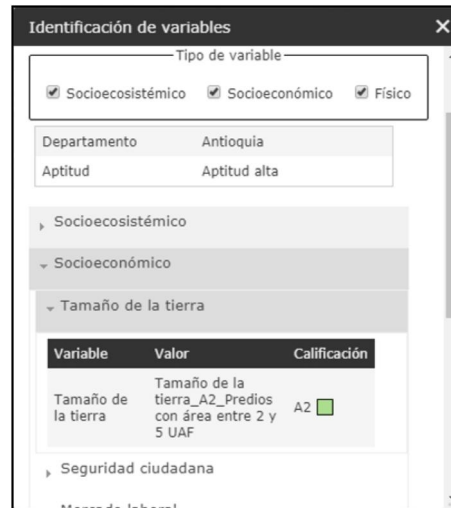 Identificación de variables
Tipo de variable
Socioecosistémico Socioeconómico Físico
Departamento Antioquia
Aptitud Aptitud alta
Socioecosistémico
Socioeconómico
Tamaño de la tierra
Variable Valor Calificación
Tamaño de la tierra
Tamaño de la
tierra_A2_Predios
con área entre 2 y
5 UAF
A2
Seguridad ciudadana
Mercado laboral